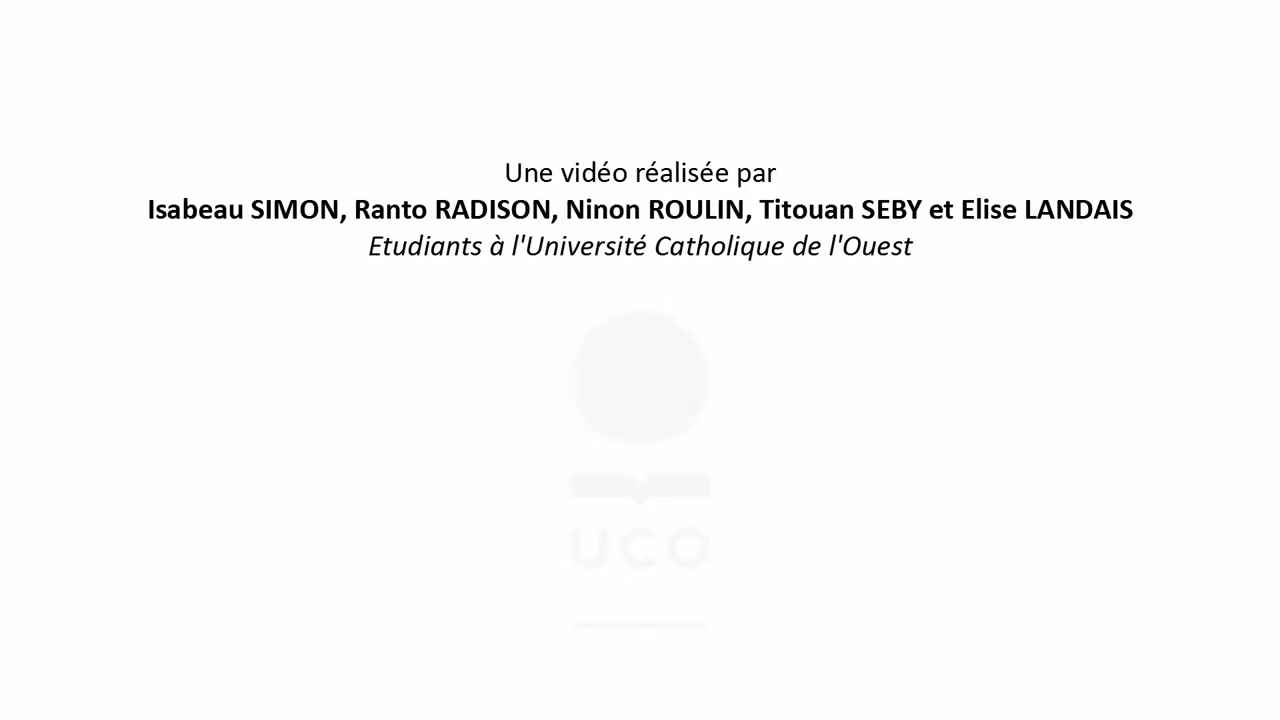 Une vidéo réalisée par
Isabeau SIMON, Ranto RADISON, Ninon ROULIN, Titouan SEBY et Elise LANDAIS
Etudiants à l'Université Catholique de l'Ouest
UCO